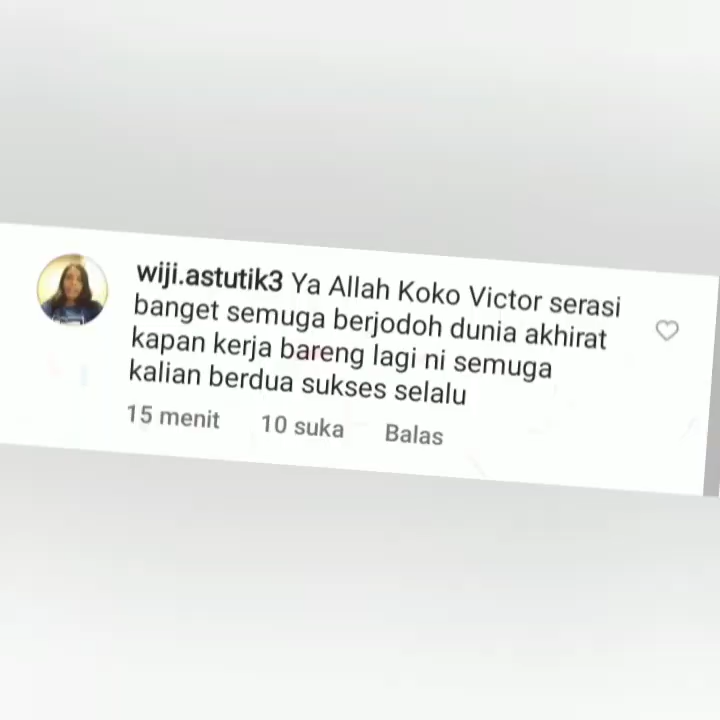 wiji.astutik3 Ya Allah Koko Victor serasi
banget semuga berjodoh dunia akhirat
kapan kerja bareng lagi ni semuga
kalian berdua sukses selalu
15 menit 10 suka Balas